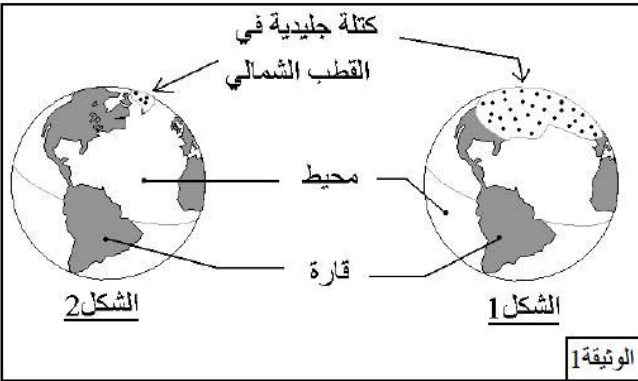 كتلة جليدية في
القطب الشمالي
محيط
قارة
الشكل1
الشكل2
الوثيقة1